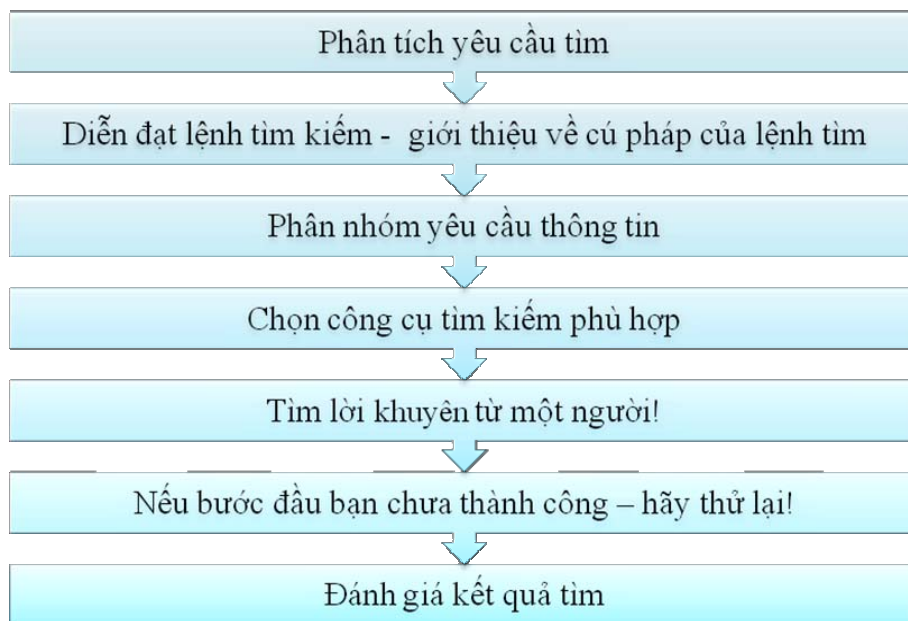 Phân tích yêu cầu tìm
Diễn đạt lệnh tìm kiếm - giới thiệu về cú pháp của lệnh tìm
Phân nhóm yêu cầu thông tin
Chọn công cụ tìm kiếm phù hợp
Tìm lời khuyên từ một người!
Nếu bước đầu bạn chưa thành công – hãy thử lại!
Đánh giá kết quả tìm